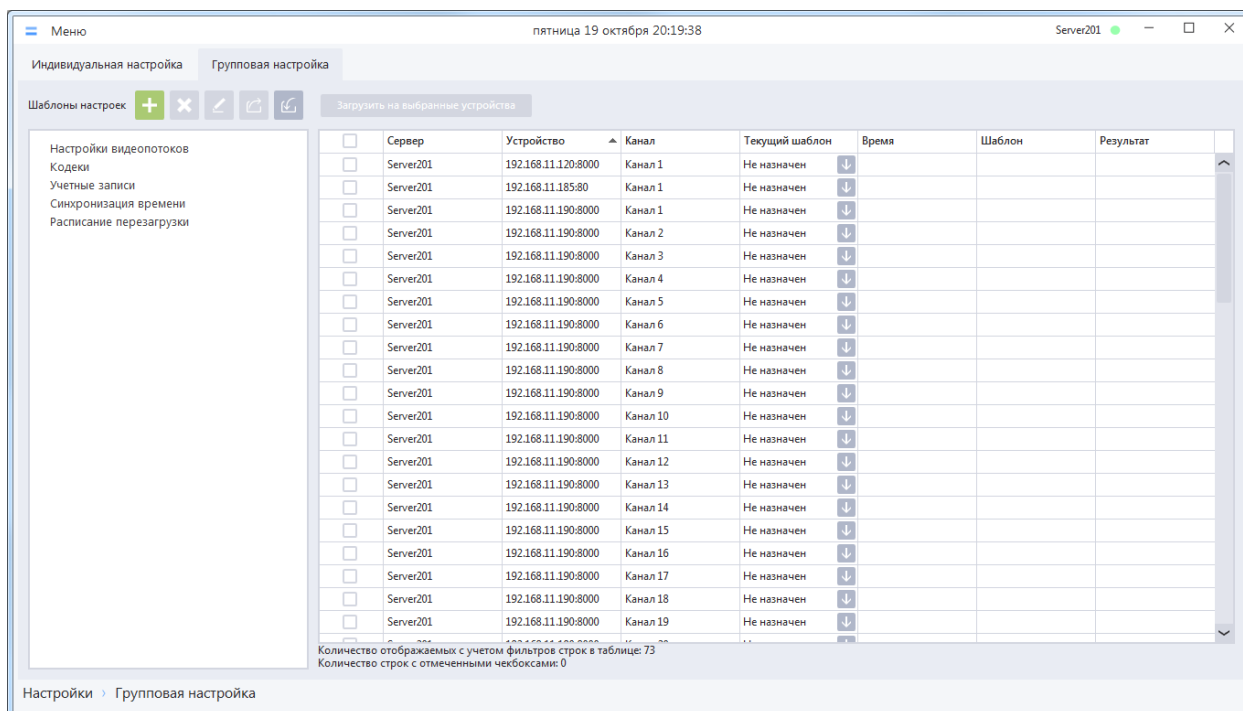 Меню пятница 19 октября 20:19:38 Server201
Индивидуальная настройка Групповая настройка
Шаблоны настроек Загрузить на выбранные устройства
Настройки видеопотоков
Кодеки
Учетные записи
Синхронизация времени
Расписание перезагрузки
Сервер Устройство Канал Текущий шаблон Время Шаблон Результат
Server201 192.168.11.120:8000 Канал 1 Не назначен
Server201 192.168.11.185:80 Канал 1 Не назначен
Server201 192.168.11.190:8000 Канал 1 Не назначен
Server201 192.168.11.190:8000 Канал 2 Не назначен
Server201 192.168.11.190:8000 Канал 3 Не назначен
Server201 192.168.11.190:8000 Канал 4 Не назначен
Server201 192.168.11.190:8000 Канал 5 Не назначен
Server201 192.168.11.190:8000 Канал 6 Не назначен
Server201 192.168.11.190:8000 Канал 7 Не назначен
Server201 192.168.11.190:8000 Канал 8 Не назначен
Server201 192.168.11.190:8000 Канал 9 Не назначен
Server201 192.168.11.190:8000 Канал 10 Не назначен
Server201 192.168.11.190:8000 Канал 11 Не назначен
Server201 192.168.11.190:8000 Канал 12 Не назначен
Server201 192.168.11.190:8000 Канал 13 Не назначен
Server201 192.168.11.190:8000 Канал 14 Не назначен
Server201 192.168.11.190:8000 Канал 15 Не назначен
Server201 192.168.11.190:8000 Канал 16 Не назначен
Server201 192.168.11.190:8000 Канал 17 Не назначен
Server201 192.168.11.190:8000 Канал 18 Не назначен
Server201 192.168.11.190:8000 Канал 19 Не назначен
Количество отображаемых с учетом фильтров строк в таблице: 73
Количество строк с отмеченными чекбоксами: 0
Настройки › Групповая настройка